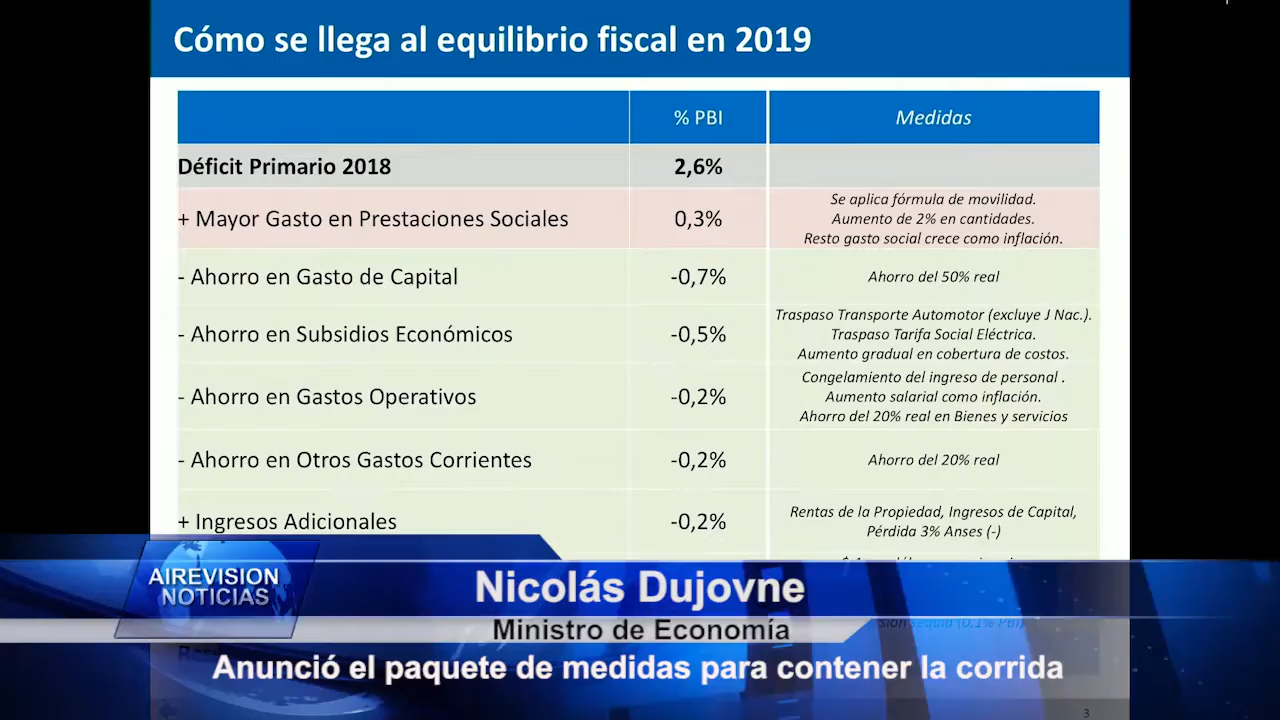 Cómo se llega al equilibrio fiscal en 2019
% PBI
Medidas
Déficit Primario 2018
2,6%
+ Mayor Gasto en Prestaciones Sociales
0,3%
Se aplica fórmula de movilidad.
Aumento de 2% en cantidades.
Resto gasto social crece como inflación.
- Ahorro en Gasto de Capital
-0,7%
Ahorro del 50% real
- Ahorro en Subsidios Económicos
-0,5%
Traspaso Transporte Automotor (excluye J Nac.).
Traspaso Tarifa Social Eléctrica.
Aumento gradual en cobertura de costos.
- Ahorro en Gastos Operativos
-0,2%
Congelamiento del ingreso de personal .
Aumento salarial como inflación.
Ahorro del 20% real en Bienes y servicios
- Ahorro en Otros Gastos Corrientes
-0,2%
Ahorro del 20% real
+ Ingresos Adicionales
-0,2%
Rentas de la Propiedad, Ingresos de Capital,
Pérdida 3% Anses (-)
AIREVISION
NOTICIAS
Nicolás Dujovne
Ministro de Economía
sequía (0,1% PBI)
Anunció el paquete de medidas para contener la corrida
3